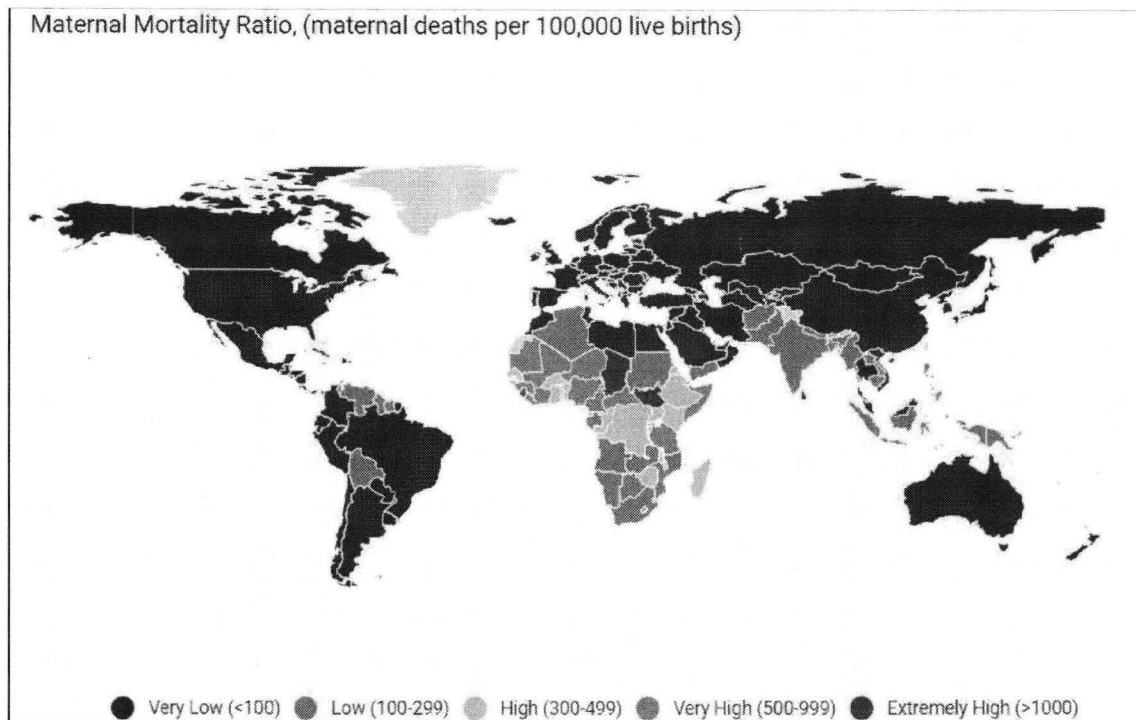 Maternal Mortality Ratio, (maternal deaths per 100,000 live births)
Very Low (<100) Low (100-299) High (300-499) Very High (500-999) Extremely High (>1000)